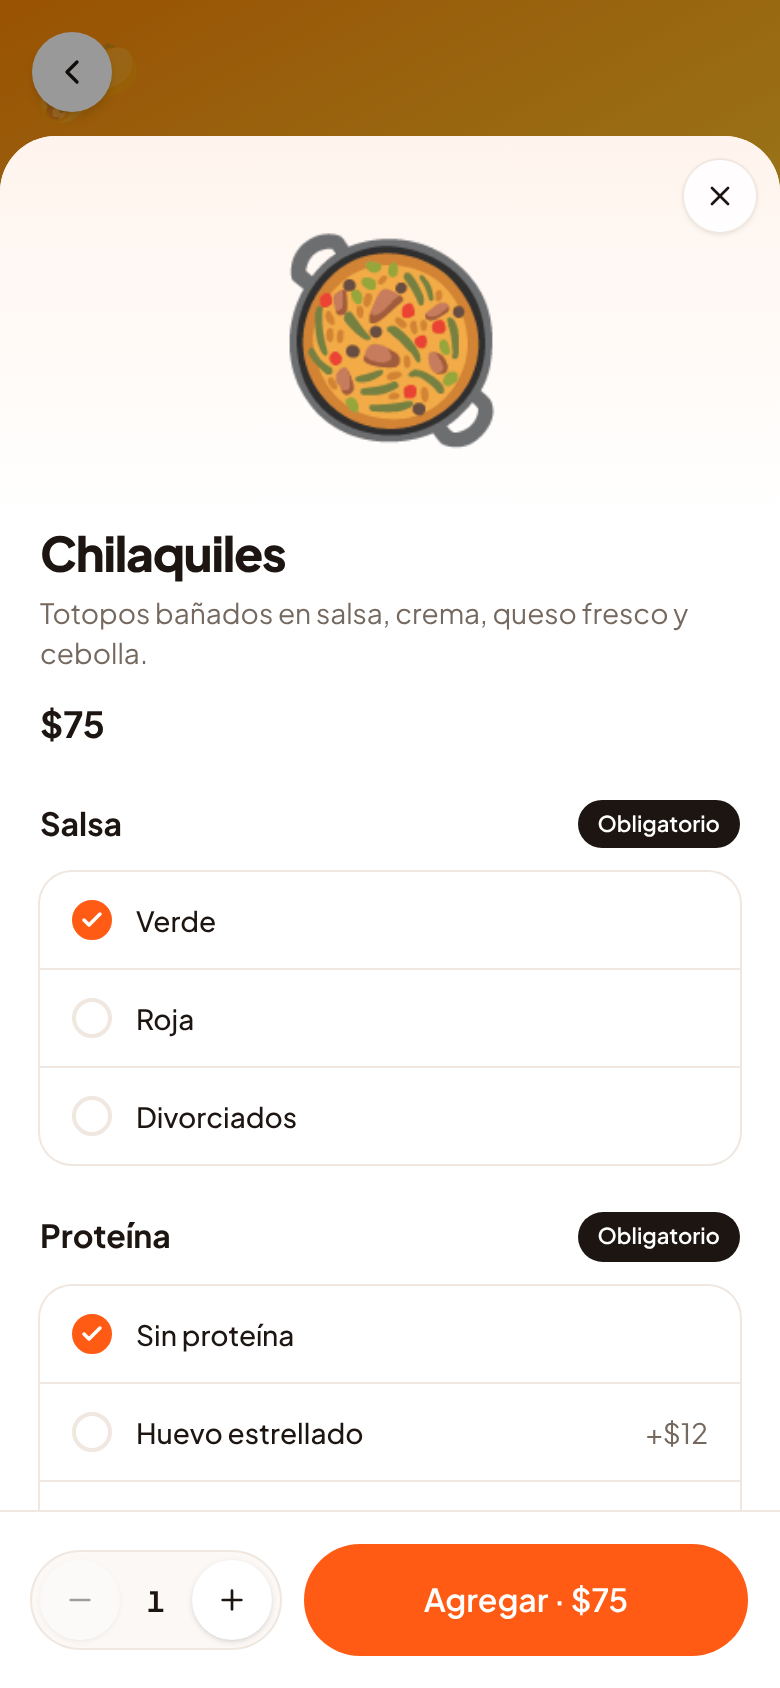 Chilaquiles
Totopos bañados en salsa, crema, queso fresco y
cebolla.
$75
Salsa
Obligatorio
Verde
Roja
Divorciados
Proteína
Obligatorio
Sin proteína
Huevo estrellado +$12
1
Agregar · $75